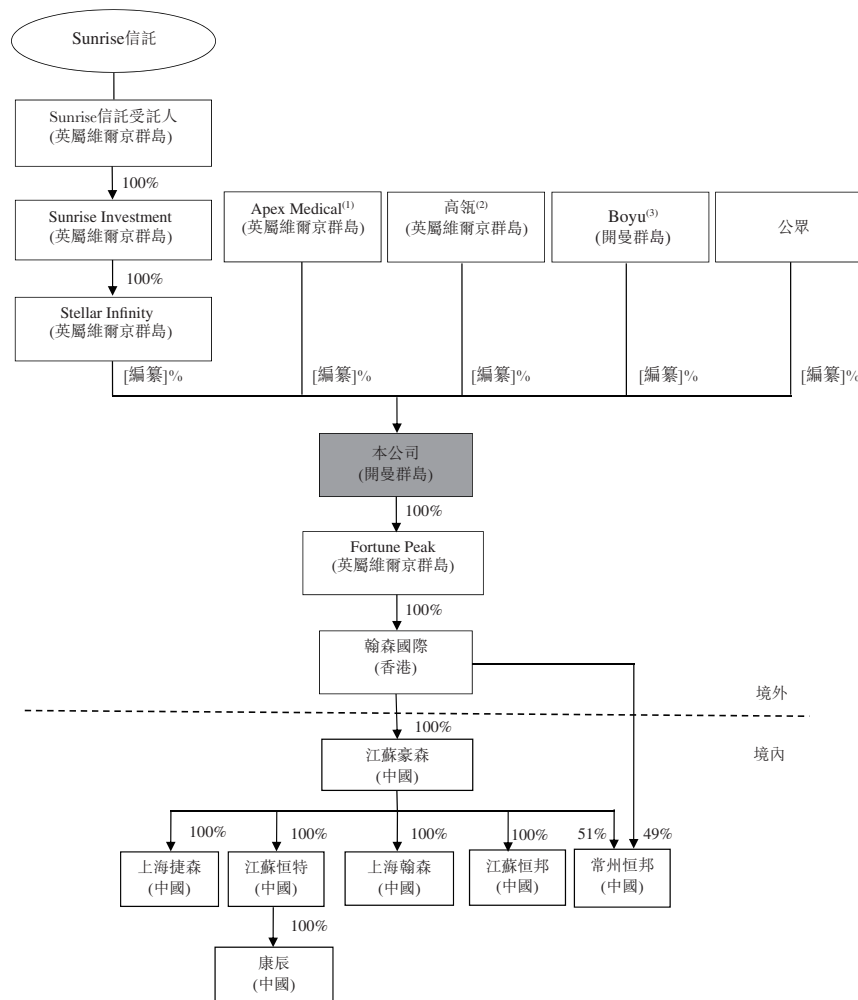 Sunrise信託
Sunrise信託受託人
(英屬維爾京群島)
100%
Sunrise Investment
(英屬維爾京群島)
Apex Medical(1)
(英屬維爾京群島)
高瓴(2)
(英屬維爾京群島)
Boyu(3)
(開曼群島)
公眾
100%
Stellar Infinity
(英屬維爾京群島)
[編纂]%
[編纂]%
[編纂]%
[編纂]%
[編纂]%
本公司
(開曼群島)
100%
Fortune Peak
(英屬維爾京群島)
100%
翰森國際
(香港)
境外
100%
境內
江蘇豪森
(中國)
100%
100%
100%
100%
51%
49%
上海捷森
(中國)
江蘇恒特
(中國)
上海翰森
(中國)
江蘇恒邦
(中國)
常州恒邦
(中國)
100%
康辰
(中國)